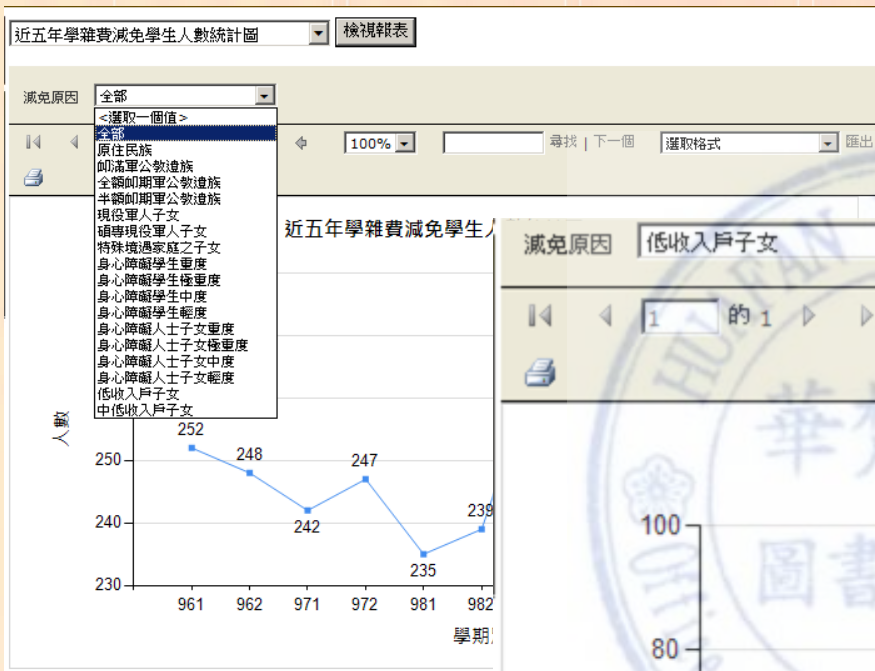 近五年學雜費減免學生人數統計圖 檢視報表
減免原因 全部
<選取一個值>
全部
原住民族
卹滿軍公教遺族
全額卹期軍公教遺族
半額卹期軍公教遺族
現役軍人子女
碩專現役軍人子女
特殊境遇家庭之子女
身心障礙學生重度
身心障礙學生極重度
身心障礙學生中度
身心障礙學生輕度
身心障礙人士子女重度
身心障礙人士子女極重度
身心障礙人士子女中度
身心障礙人士子女輕度
低收入戶子女
中低收入戶子女
100% 尋找 | 下一個 選取格式 匯出
近五年學雜費減免學生人
人數
252
248
247
242
239
235
250
240
230
961 962 971 972 981 982
學期
減免原因 低收入戶子女
1 的 1
100
80
HUAFAN
華梵
圖書